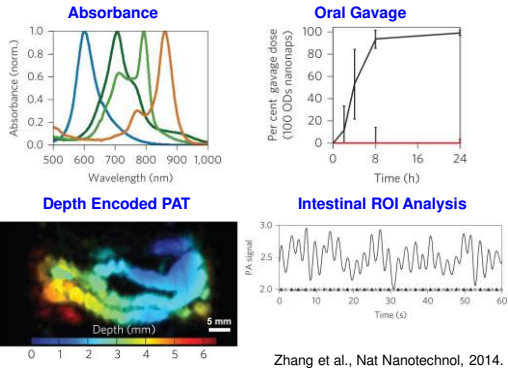 Absorbance
Absorbance (norm.)
1.0
0.8
0.6
0.4
0.2
0.0
500 600 700 800 900 1,000
Wavelength (nm)
Oral Gavage
Per cent gavage dose
(100 ODs nanonaps)
100
80
60
40
20
0
0 8 16 24
Time (h)
Depth Encoded PAT
Depth (mm)
5 mm
0 1 2 3 4 5 6
Intestinal ROI Analysis
PA signal
3.0
2.5
2.0
0 10 20 30 40 50 60
Time (s)
Zhang et al., Nat Nanotechnol, 2014.